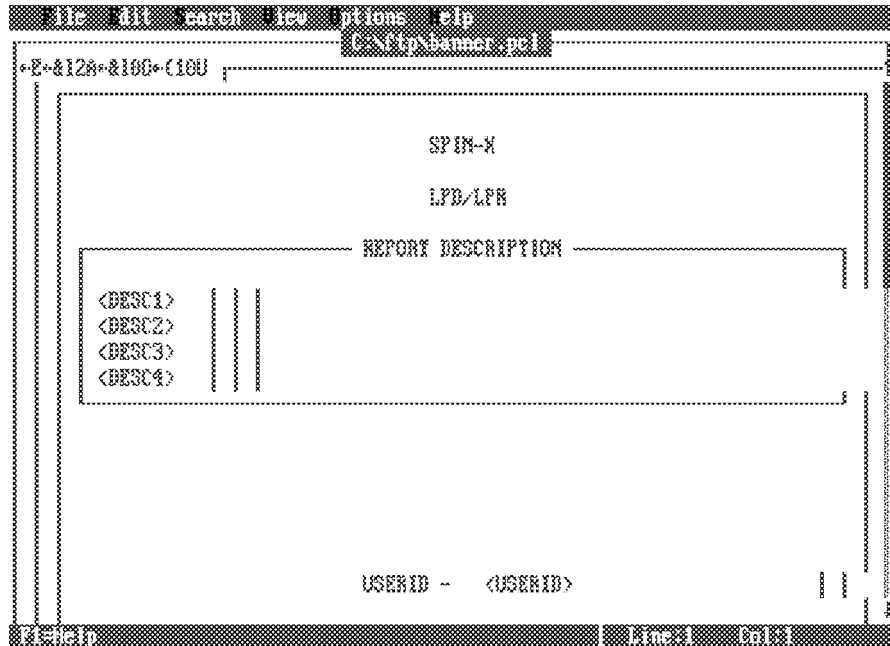 File Edit Search View Options Help
C:\ftp\banner.pcl
←E←&l2A←&l0O←(10U
SPIN-X
LPD/LPR
REPORT DESCRIPTION
<DESC1>
<DESC2>
<DESC3>
<DESC4>
USERID - <USERID>
F1=Help Line:1 Col:1